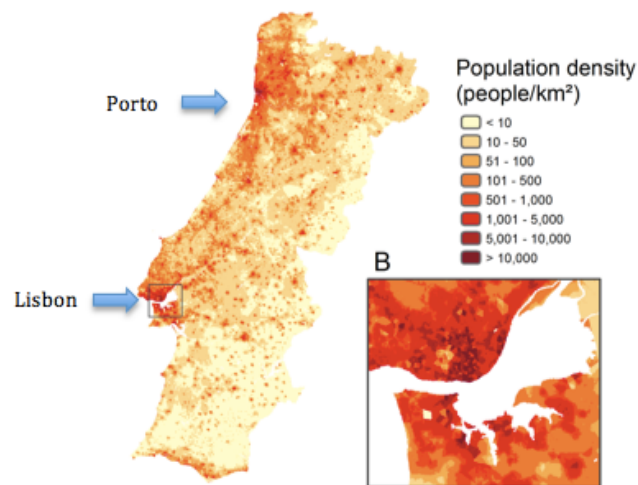 Porto
Lisbon
Population density
(people/km²)
< 10
10 - 50
51 - 100
101 - 500
501 - 1,000
1,001 - 5,000
5,001 - 10,000
> 10,000
B